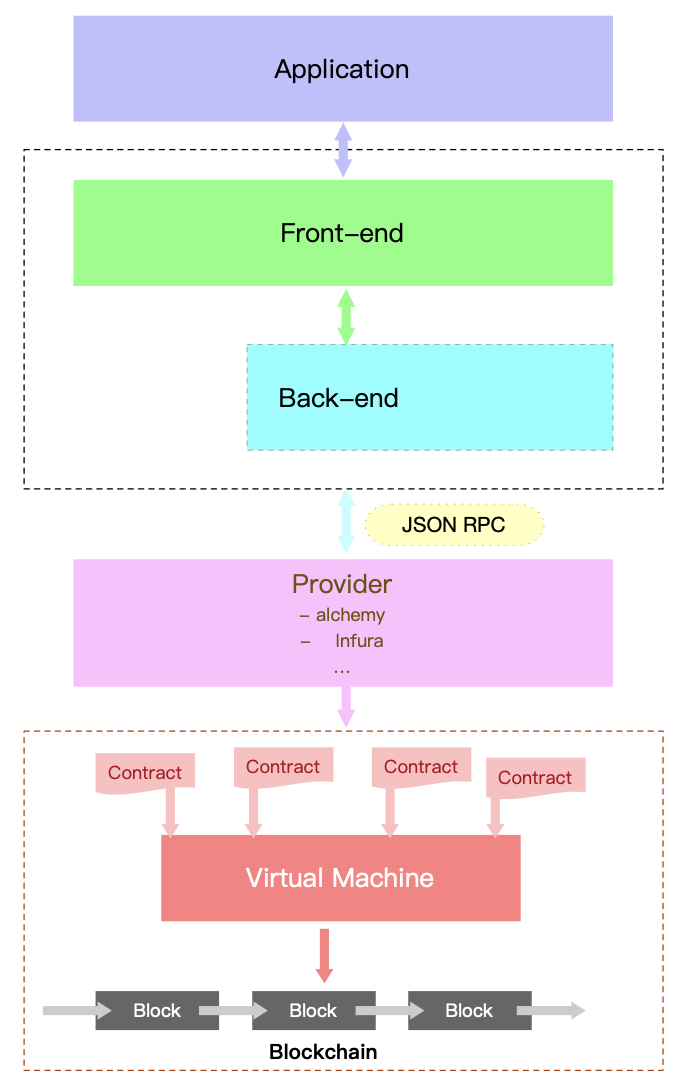 Application
Front-end
Back-end
JSON RPC
Provider
- alchemy
- Infura
...
Contract
Contract
Contract
Contract
Virtual Machine
Block
Block
Block
Blockchain